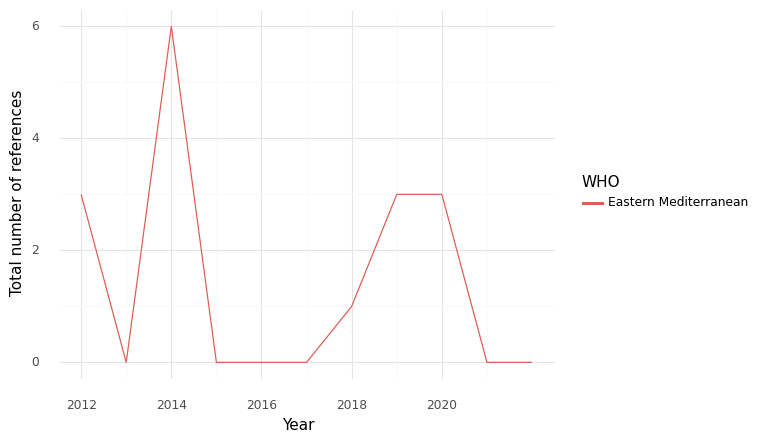 6
4
2
0
Total number of references
2012 2014 2016 2018 2020
Year
WHO
Eastern Mediterranean